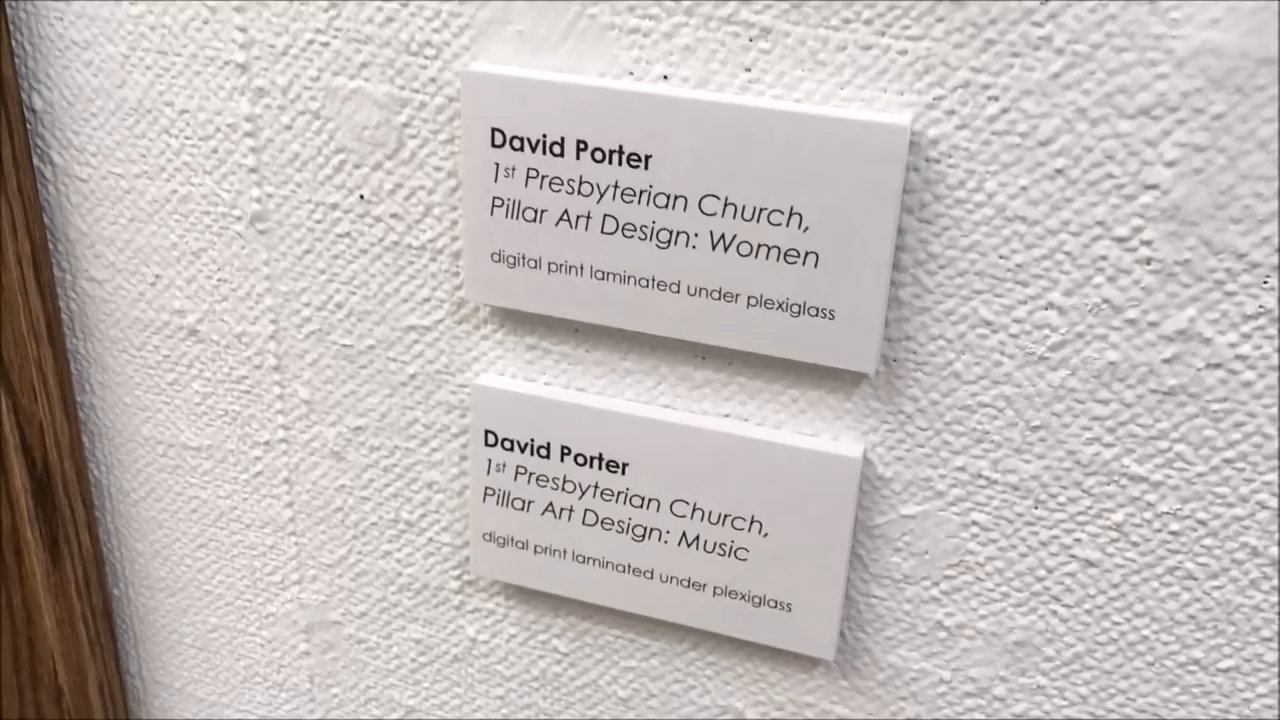 David Porter
1st Presbyterian Church,
Pillar Art Design: Women
digital print laminated under plexiglass
David Porter
1st Presbyterian Church,
Pillar Art Design: Music
digital print laminated under plexiglass